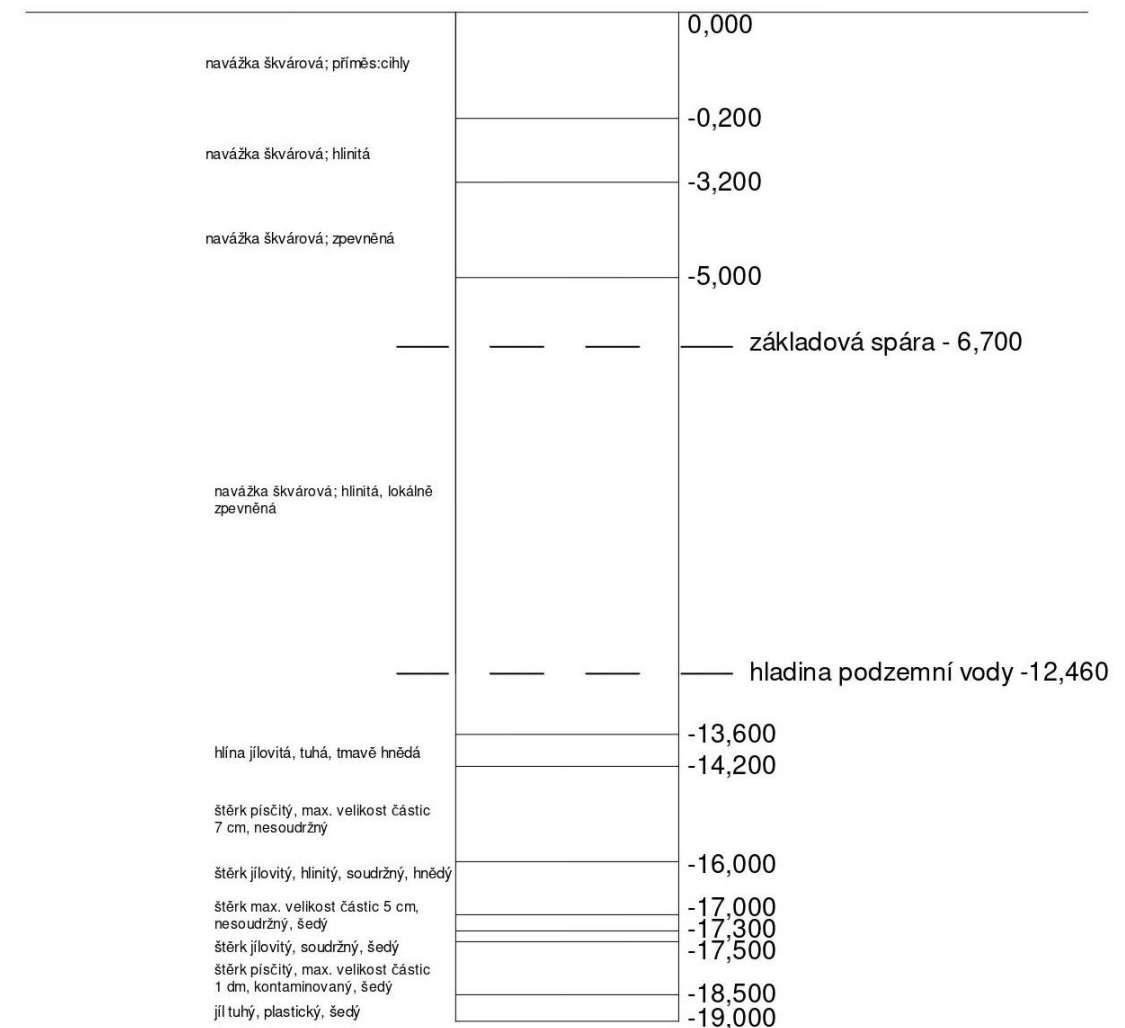 0,000
navážka škvárová; příměs:cihly
-0,200
navážka škvárová; hlinitá
-3,200
navážka škvárová; zpevněná
-5,000
základová spára - 6,700
navážka škvárová; hlinitá, lokálně
zpevněná
hladina podzemní vody -12,460
-13,600
hlína jílovitá, tuhá, tmavě hnědá
-14,200
štěrk písčitý, max. velikost částic
7 cm, nesoudržný
-16,000
štěrk jílovitý, hlinitý, soudržný, hnědý
štěrk max. velikost částic 5 cm,
nesoudržný, šedý
-17,000
-17,300
štěrk jílovitý, soudržný, šedý
-17,500
štěrk písčitý, max. velikost částic
1 dm, kontaminovaný, šedý
-18,500
jíl tuhý, plastický, šedý
-19,000